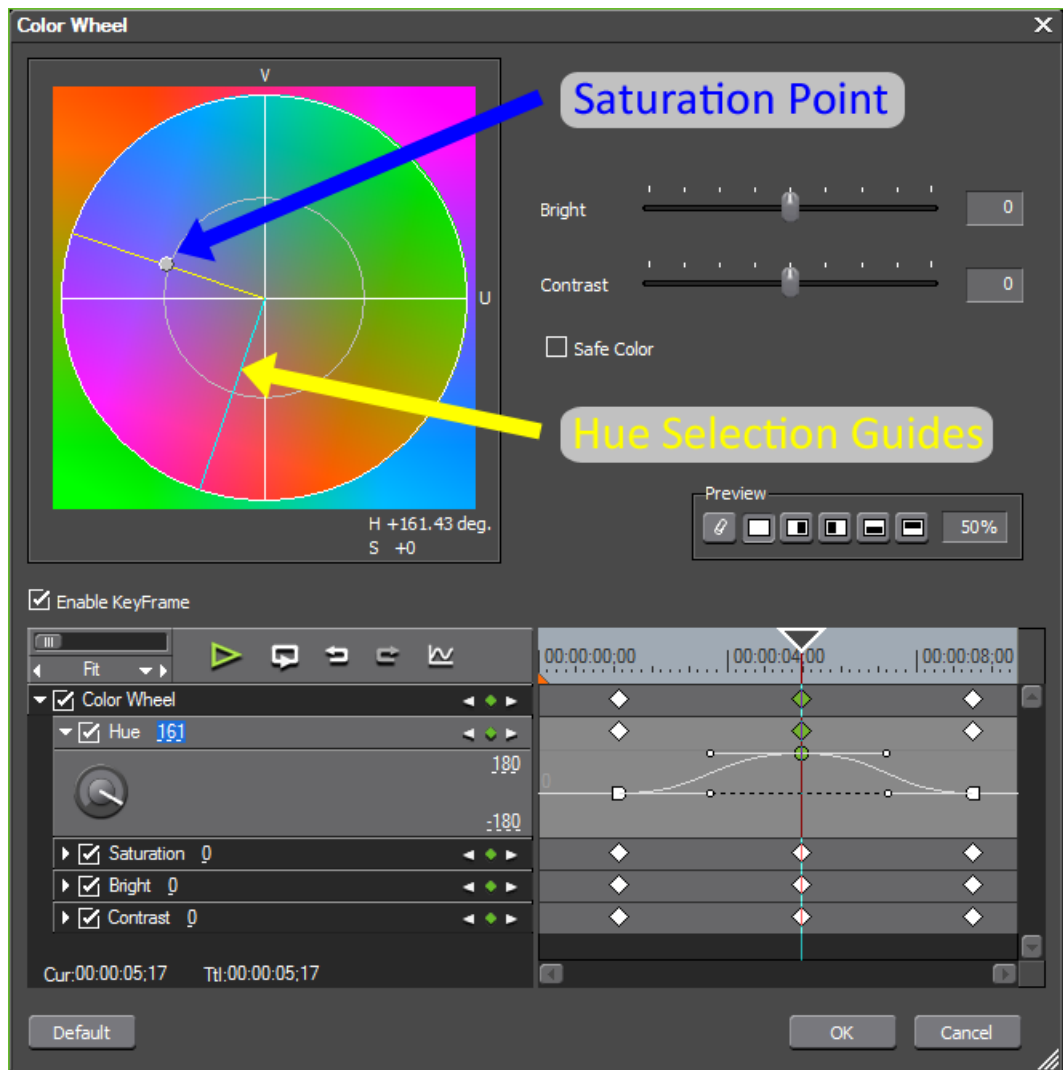 Color Wheel
V
U
H +161.43 deg.
S +0
Saturation Point
Bright 0
Contrast 0
Safe Color
Hue Selection Guides
Preview
50%
Enable KeyFrame
Fit
00:00:00;00 00:00:04;00 00:00:08;00
Color Wheel
Hue 161
180
0
-180
Saturation 0
Bright 0
Contrast 0
Cur:00:00:05;17 Ttl:00:00:05;17
Default OK Cancel